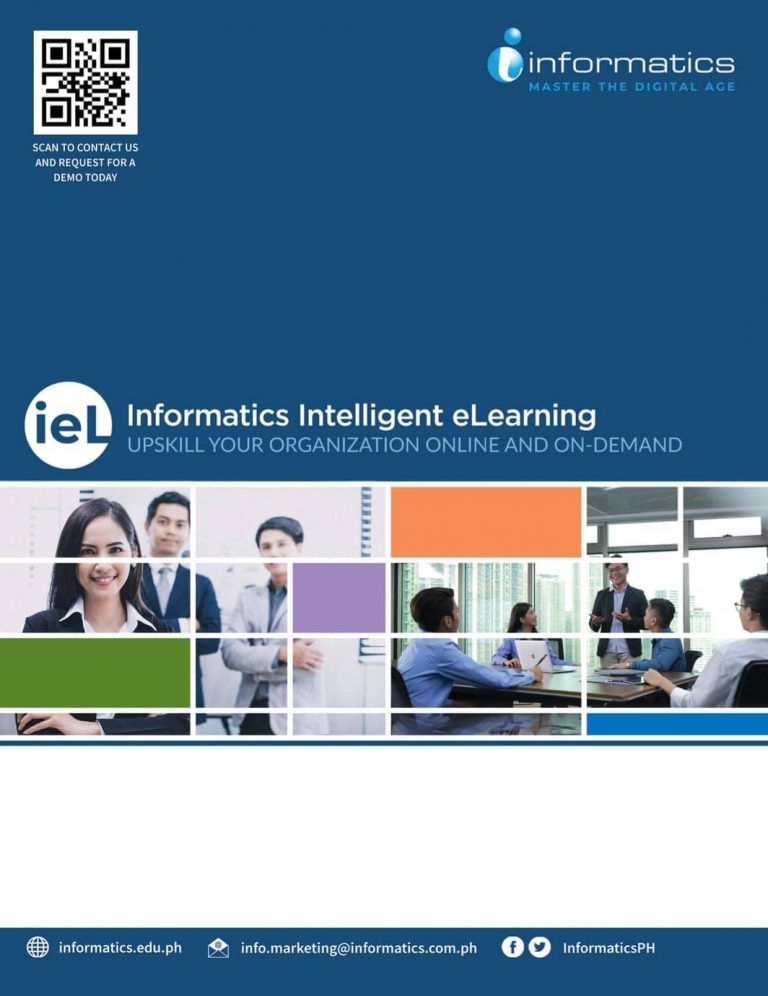 informatics
MASTER THE DIGITAL AGE
SCAN TO CONTACT US
AND REQUEST FOR A
DEMO TODAY
ieL
Informatics Intelligent eLearning
UPSKILL YOUR ORGANIZATION ONLINE AND ON-DEMAND
informatics.edu.ph
info.marketing@informatics.com.ph
InformaticsPH